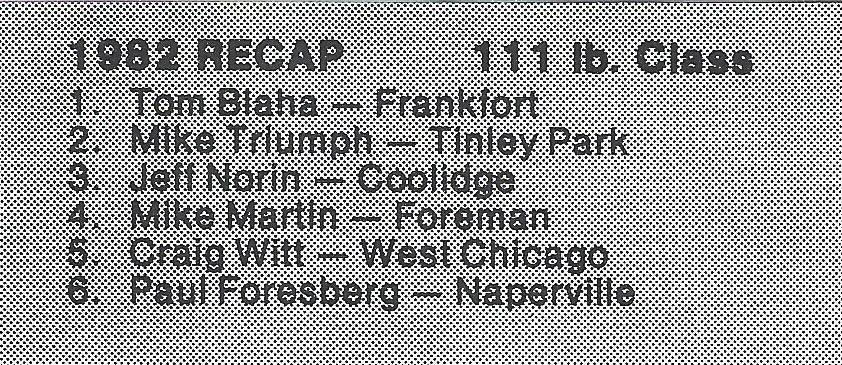 1982 RECAP 111 lb. Class
1. Tom Blaha — Frankfort
2. Mike Triumph — Tinley Park
3. Jeff Norin — Coolidge
4. Mike Martin — Foreman
5. Craig Witt — West Chicago
6. Paul Foresberg — Naperville